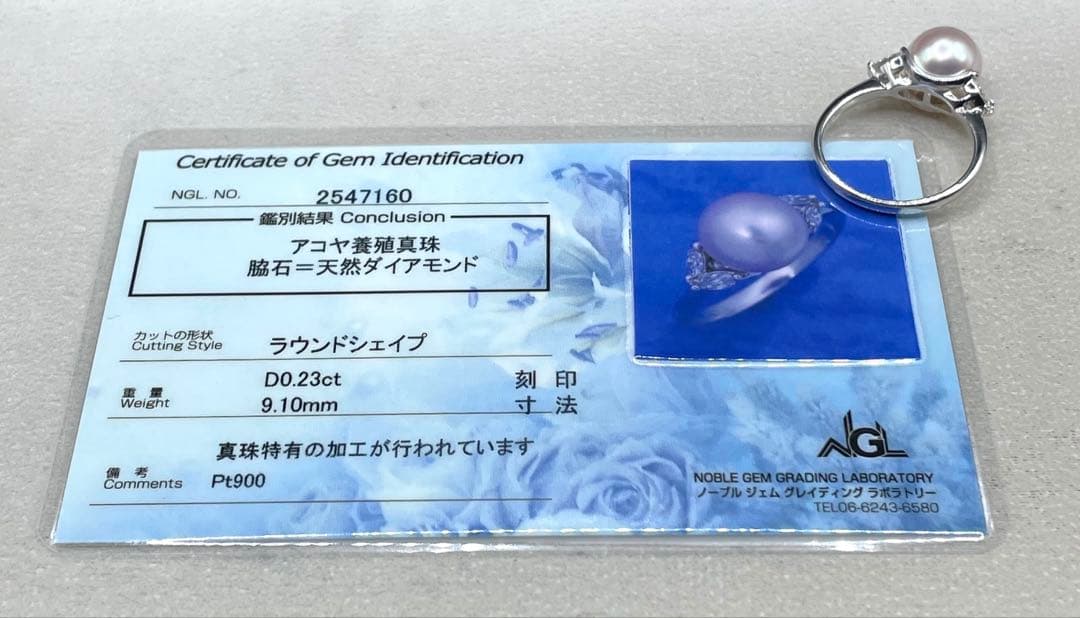 Certificate of Gem Identification
NGL. NO. 2547160
鑑別結果 Conclusion
アコヤ養殖真珠
脇石=天然ダイアモンド
カットの形状
Cutting Style
ラウンドシェイプ
D0.23ct 刻印
重量
Weight
9.10mm 寸法
真珠特有の加工が行われています
備考
Comments
Pt900
NGL
NOBLE GEM GRADING LABORATORY
ノーブル ジェム グレイディング ラボラトリー
TEL06-6243-6580